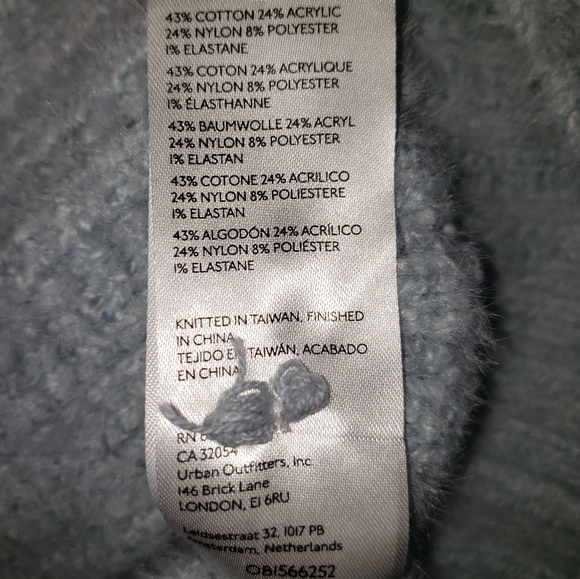 43% COTTON 24% ACRYLIC
24% NYLON 8% POLYESTER
1% ELASTANE
43% COTON 24% ACRYLIQUE
24% NYLON 8% POLYESTER
1% ÉLASTHANNE
43% BAUMWOLLE 24% ACRYL
24% NYLON 8% POLYESTER
1% ELASTAN
43% COTONE 24% ACRILICO
24% NYLON 8% POLIESTERE
1% ELASTAN
43% ALGODÓN 24% ACRÍLICO
24% NYLON 8% POLIÉSTER
1% ELASTANE
KNITTED IN TAIWAN, FINISHED
IN CHINA
TEJIDO TAIWÁN, ACABADO
EN CHINA
RN
CA 32054
Urban Outfitters, Inc.
146 Brick Lane
LONDON, E1 6RU
Leidsestraat 32, 1017 PB
Netherlands
O81566252